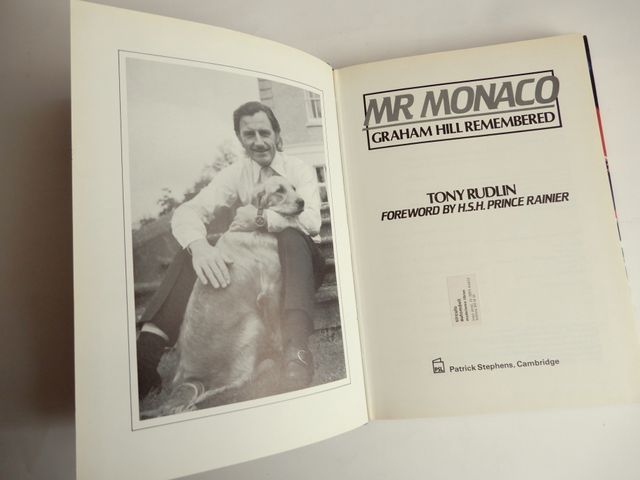 MR MONACO
GRAHAM HILL REMEMBERED
TONY RUDLIN
FOREWORD BY H.S.H. PRINCE RAINIER
PSL
Patrick Stephens, Cambridge